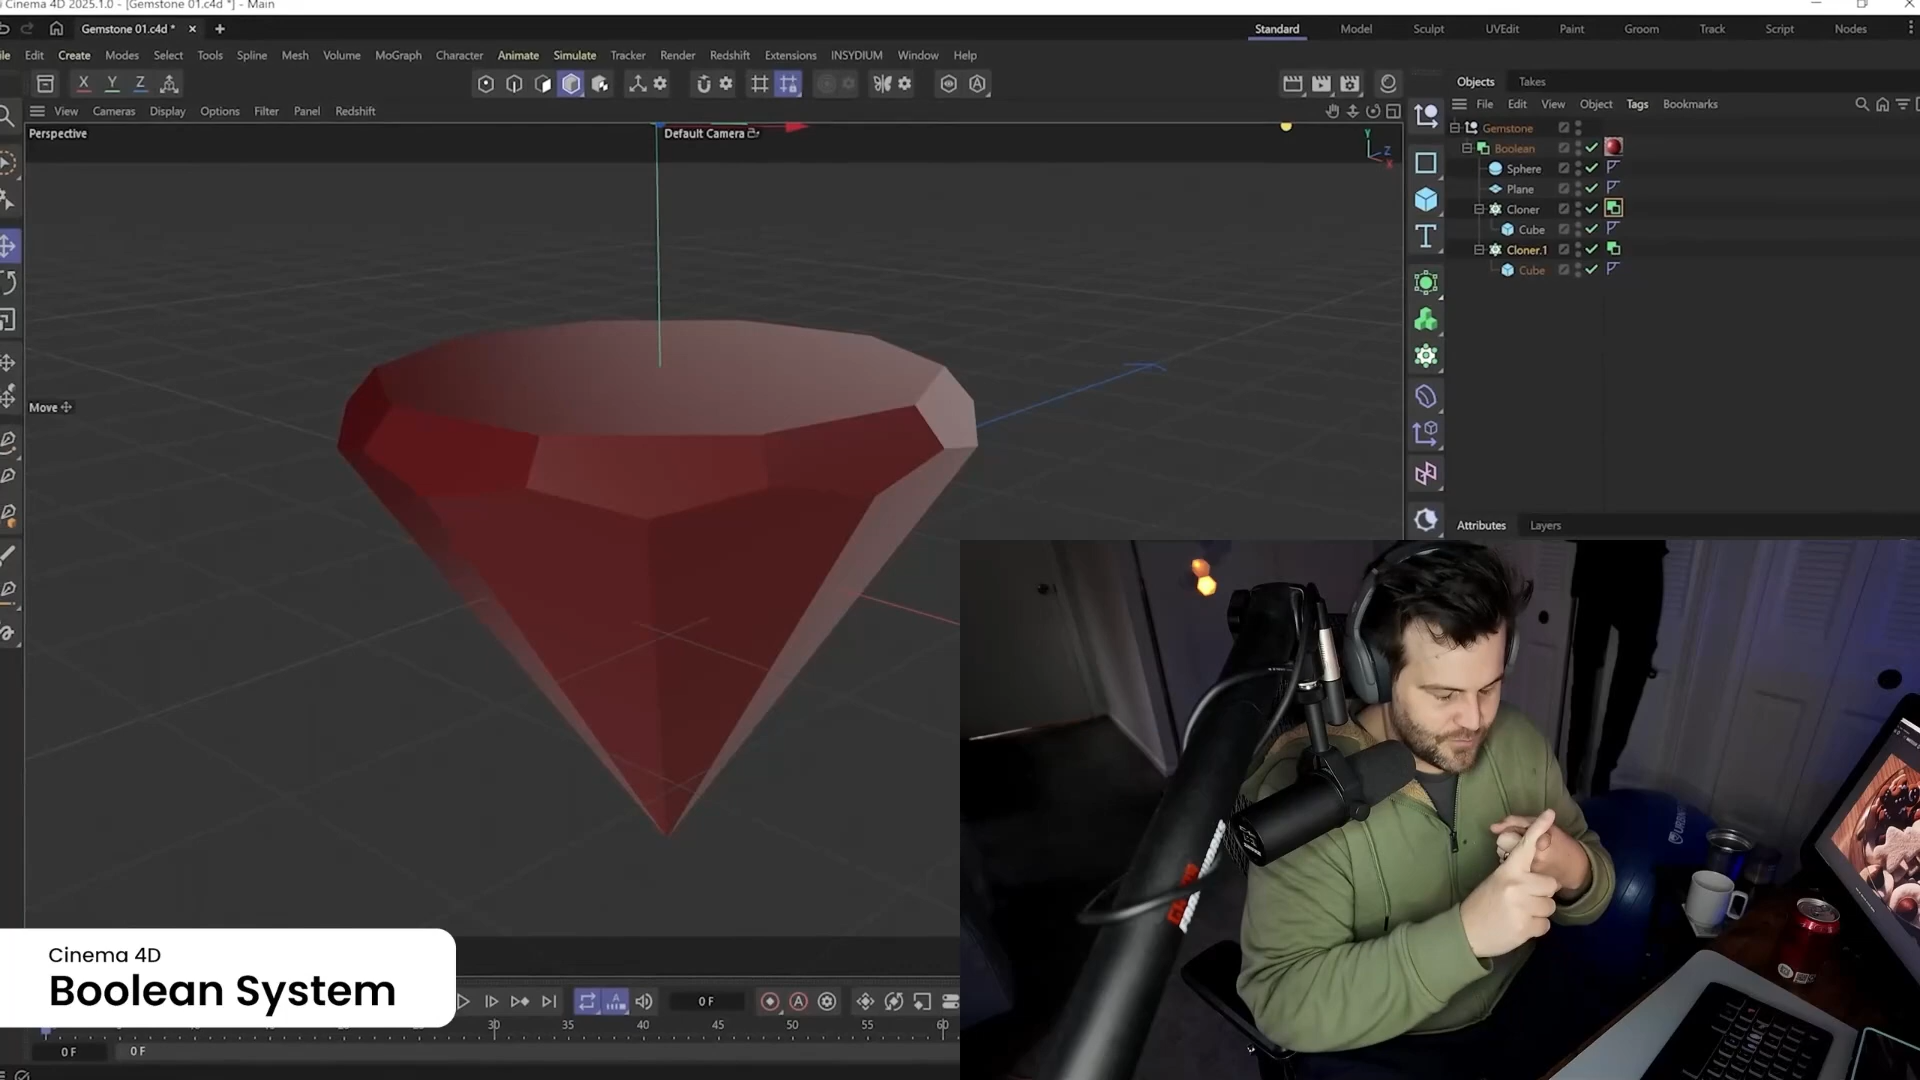 Cinema 4D 2025.1.0 - [Gemstone 01.c4d *] - Main
Gemstone 01.c4d *
Standard Model Sculpt UVEdit Paint Groom Track Script Nodes
Edit Create Modes Select Tools Spline Mesh Volume MoGraph Character Animate Simulate Tracker Render Redshift Extensions INSYDIUM Window Help
X Y Z
Objects Takes
View Cameras Display Options Filter Panel Redshift
File Edit View Object Tags Bookmarks
Perspective
Default Camera
Y
Z
X
Gemstone
Boolean
Sphere
Plane
Cloner
Cube
Cloner.1
Cube
Move
Attributes Layers
Cinema 4D
Boolean System
0 F
30 35 40 45 50 55 60
0 F 0 F